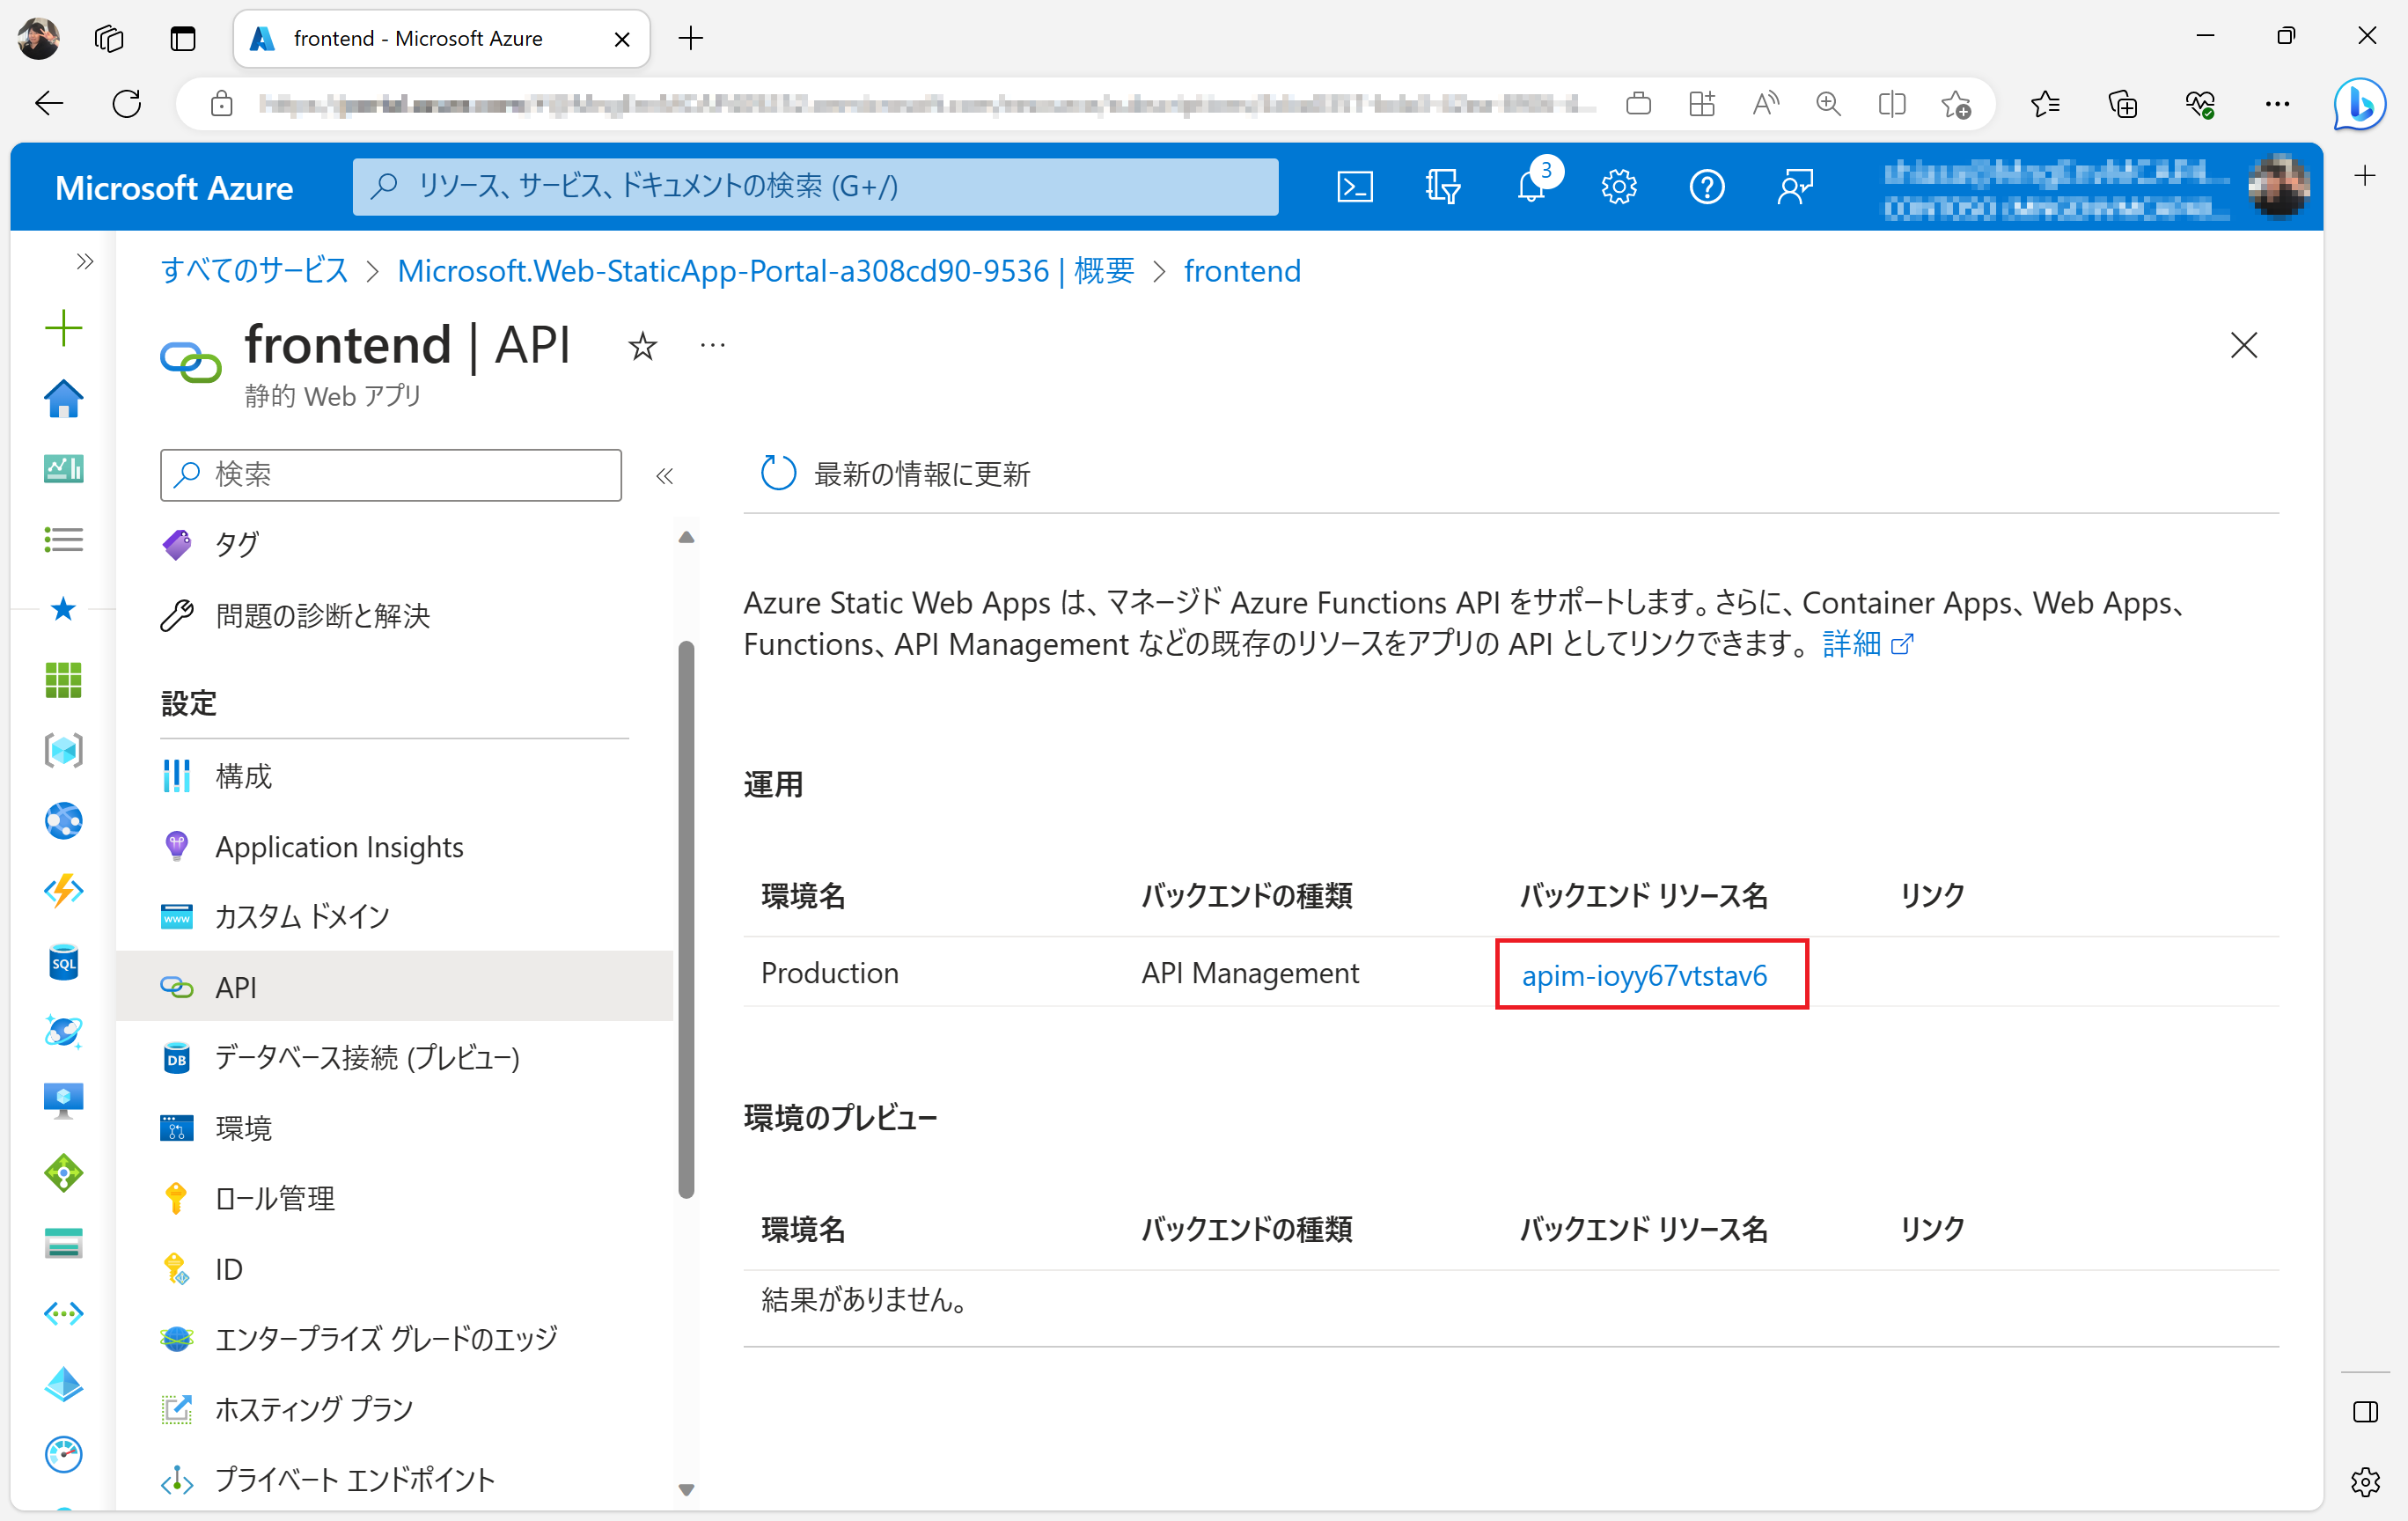 frontend - Microsoft Azure
Microsoft Azure
リソース、サービス、ドキュメントの検索 (G+/)
3
すべてのサービス > Microsoft.Web-StaticApp-Portal-a308cd90-9536 | 概要 > frontend
frontend | API
静的 Web アプリ
検索
最新の情報に更新
タグ
問題の診断と解決
設定
構成
Application Insights
www
カスタム ドメイン
API
DB
データベース接続 (プレビュー)
環境
ロール管理
ID
エンタープライズ グレードのエッジ
ホスティング プラン
プライベート エンドポイント
SQL
Azure Static Web Apps は、マネージド Azure Functions API をサポートします。さらに、Container Apps、Web Apps、
Functions、API Management などの既存のリソースをアプリの API としてリンクできます。 詳細
運用
環境名 バックエンドの種類 バックエンド リソース名 リンク
Production API Management apim-ioyy67vtstav6
環境のプレビュー
環境名 バックエンドの種類 バックエンド リソース名 リンク
結果がありません。